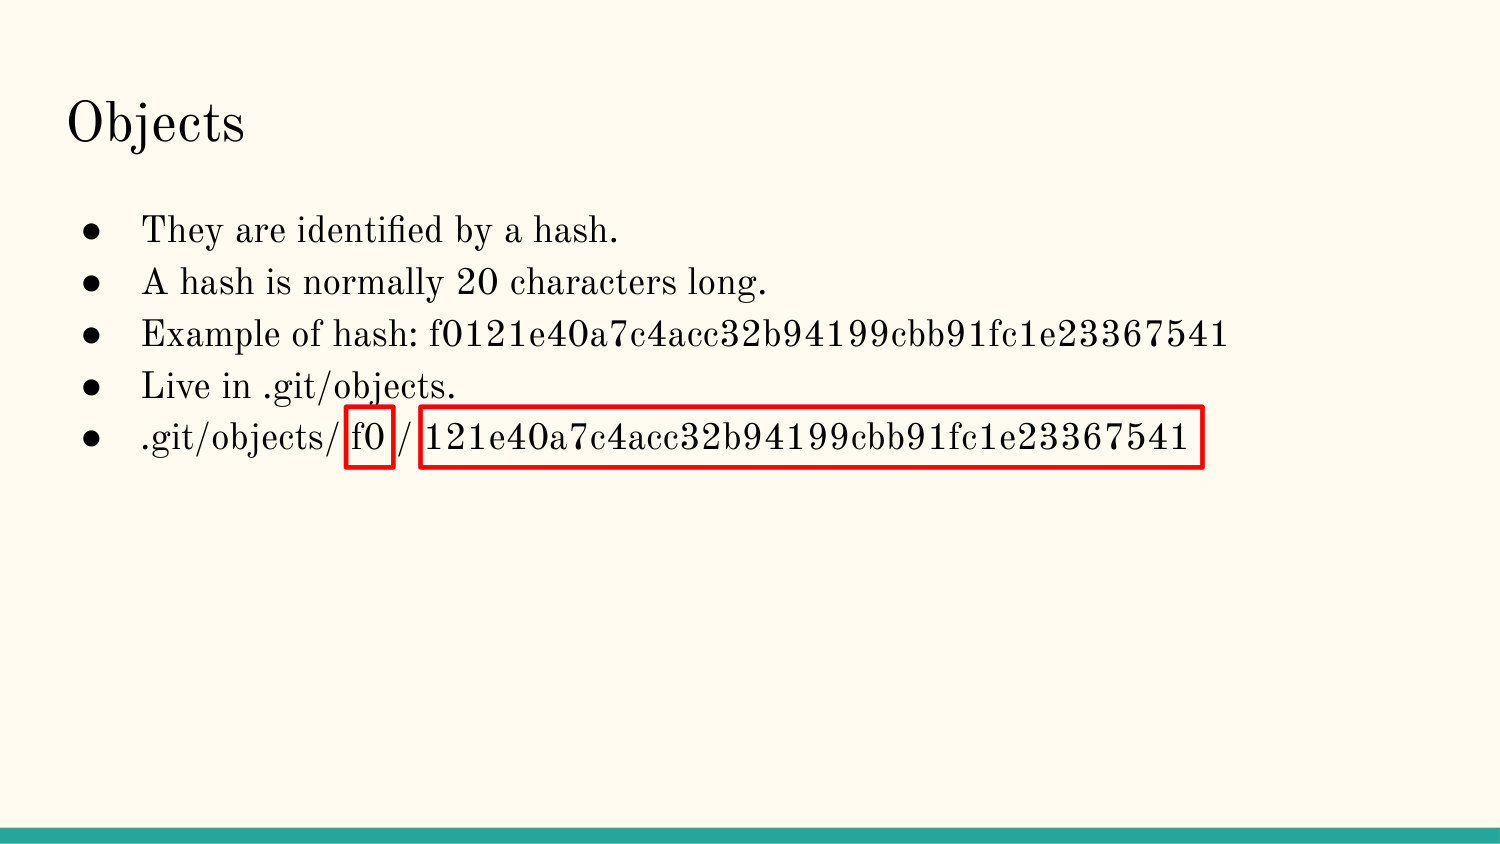 Objects
● They are identified by a hash.
● A hash is normally 20 characters long.
● Example of hash: f0121e40a7c4acc32b94199cbb91fc1e23367541
● Live in .git/objects.
● .git/objects/ f0 / 121e40a7c4acc32b94199cbb91fc1e23367541